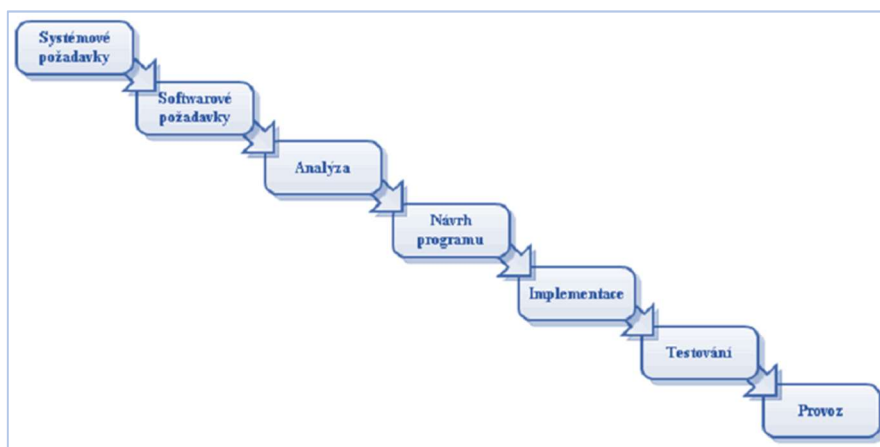 Systémové
požadavky
Softwarové
požadavky
Analýza
Návrh
programu
Implementace
Testování
Provoz